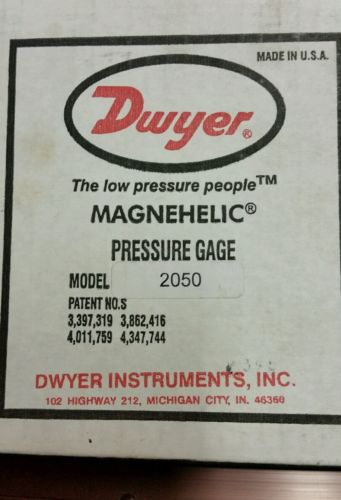 MADE IN U.S.A.
Dwyer®
The low pressure people™
MAGNEHELIC®
PRESSURE GAGE
MODEL 2050
PATENT NO.S
3,397,319 3,862,416
4,011,759 4,347,744
DWYER INSTRUMENTS, INC.
102 HIGHWAY 212, MICHIGAN CITY, IN. 46360